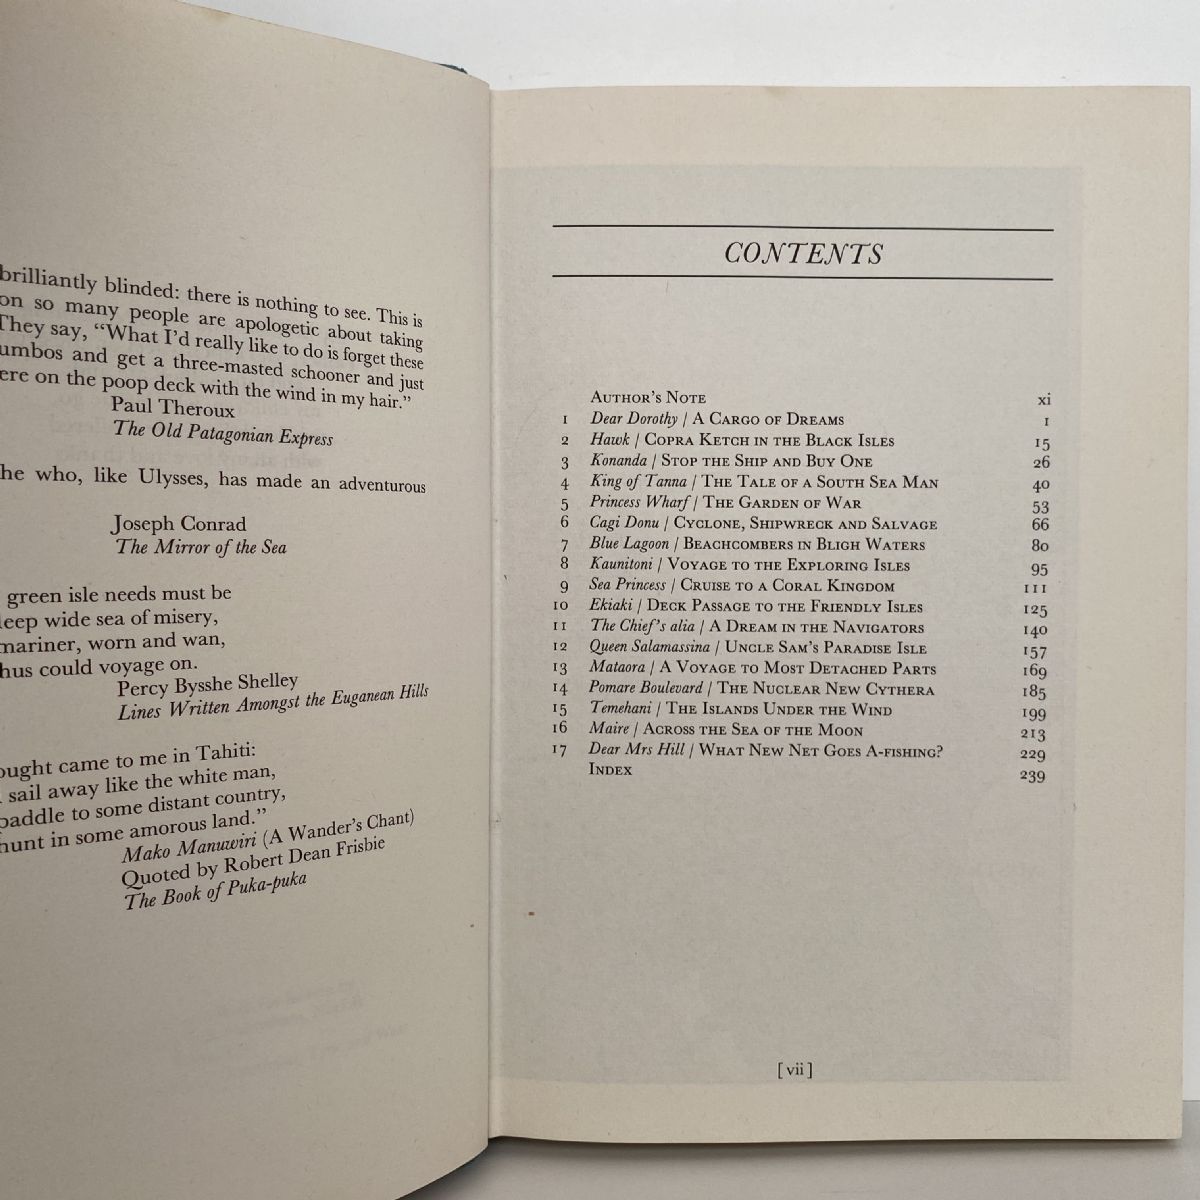 brilliantly blinded: there is nothing to see. This is
on so many people are apologetic about taking
They say, “What I’d really like to do is forget these
umbos and get a three-masted schooner and just
ere on the poop deck with the wind in my hair.”
Paul Theroux
The Old Patagonian Express
he who, like Ulysses, has made an adventurous
Joseph Conrad
The Mirror of the Sea
green isle needs must be
deep wide sea of misery,
mariner, worn and wan,
hus could voyage on.
Percy Bysshe Shelley
Lines Written Amongst the Euganean Hills
ought came to me in Tahiti:
sail away like the white man,
paddle to some distant country,
hunt in some amorous land.”
Mako Manuwiri (A Wander’s Chant)
Quoted by Robert Dean Frisbie
The Book of Puka-puka
CONTENTS
AUTHOR’S NOTE xi
1 Dear Dorothy / A CARGO OF DREAMS 1
2 Hawk / COPRA KETCH IN THE BLACK ISLES 15
3 Konanda / STOP THE SHIP AND BUY ONE 26
4 King of Tanna / THE TALE OF A SOUTH SEA MAN 40
5 Princess Wharf / THE GARDEN OF WAR 53
6 Cagi Donu / CYCLONE, SHIPWRECK AND SALVAGE 66
7 Blue Lagoon / BEACHCOMBERS IN BLIGH WATERS 80
8 Kaunitoni / VOYAGE TO THE EXPLORING ISLES 95
9 Sea Princess / CRUISE TO A CORAL KINGDOM 111
10 Ekiaki / DECK PASSAGE TO THE FRIENDLY ISLES 125
11 The Chief’s alia / A DREAM IN THE NAVIGATORS 140
12 Queen Salamassina / UNCLE SAM’S PARADISE ISLE 157
13 Mataora / A VOYAGE TO MOST DETACHED PARTS 169
14 Pomare Boulevard / THE NUCLEAR NEW CYTHERA 185
15 Temehani / THE ISLANDS UNDER THE WIND 199
16 Maire / ACROSS THE SEA OF THE MOON 213
17 Dear Mrs Hill / WHAT NEW NET GOES A-FISHING? 229
INDEX 239
[ vii ]